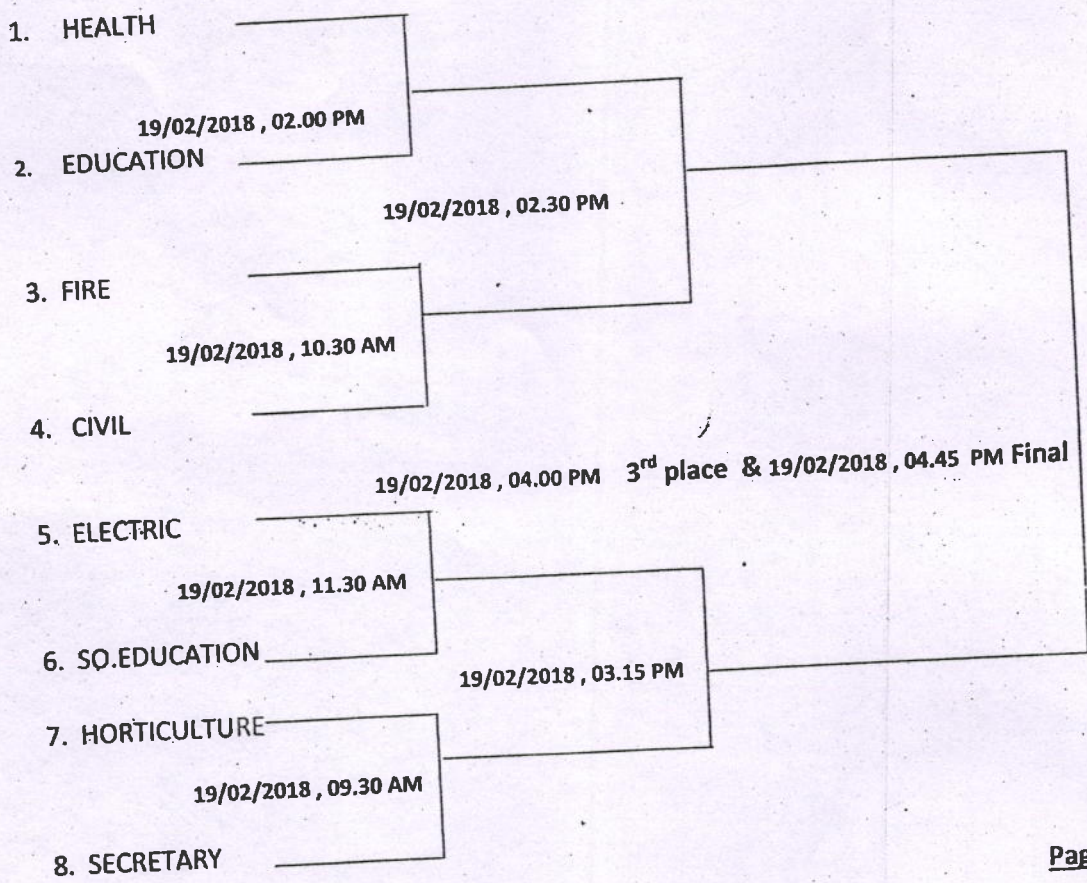 1. HEALTH
19/02/2018 , 02.00 PM
2. EDUCATION
19/02/2018 , 02.30 PM
3. FIRE
19/02/2018 , 10.30 AM
4. CIVIL
19/02/2018 , 04.00 PM 3rd place & 19/02/2018 , 04.45 PM Final
5. ELECTRIC
19/02/2018 , 11.30 AM
6. SO.EDUCATION
19/02/2018 , 03.15 PM
7. HORTICULTURE
19/02/2018 , 09.30 AM
8. SECRETARY